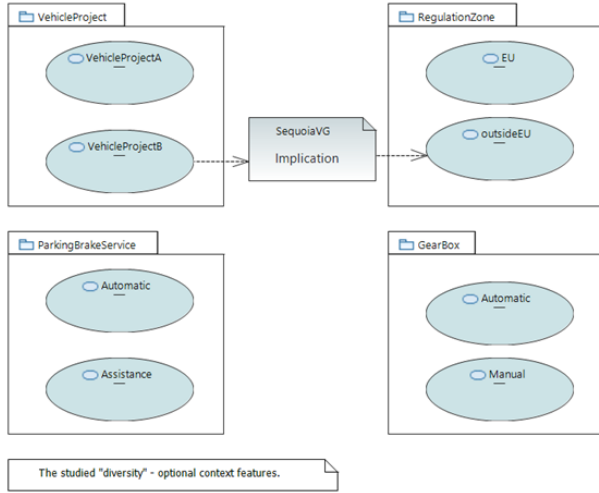 VehicleProject
VehicleProjectA
VehicleProjectB
SequoiaVG
Implication
RegulationZone
EU
outsideEU
ParkingBrakeService
Automatic
Assistance
GearBox
Automatic
Manual
The studied "diversity" - optional context features.